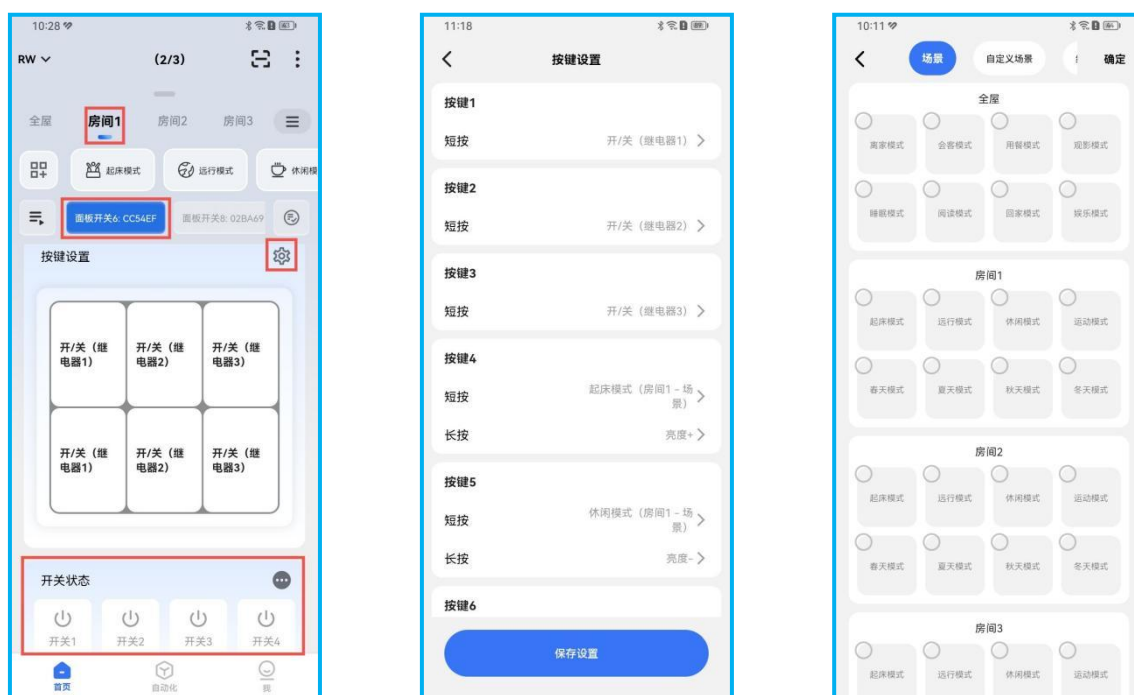 10:28
RW
(2/3)
全屋
房间1
房间2
房间3
起床模式
运行模式
休闲模
面板开关6: CC54EF
面板开关8: 02BA69
按键设置
开/关（继
电器1）
开/关（继
电器2）
开/关（继
电器3）
开/关（继
电器1）
开/关（继
电器2）
开/关（继
电器3）
开关状态
开关1
开关2
开关3
开关4
首页
自动化
我
11:18
按键设置
按键1
短按
开/关（继电器1）
按键2
短按
开/关（继电器2）
按键3
短按
开/关（继电器3）
按键4
短按
起床模式（房间1 - 场
景）
长按
亮度+
按键5
短按
休闲模式（房间1 - 场
景）
长按
亮度-
按键6
保存设置
10:11
场景
自定义场景
确定
全屋
离家模式
会客模式
用餐模式
观影模式
睡眠模式
阅读模式
回家模式
娱乐模式
房间1
起床模式
运行模式
休闲模式
运动模式
春天模式
夏天模式
秋天模式
冬天模式
房间2
起床模式
运行模式
休闲模式
运动模式
春天模式
夏天模式
秋天模式
冬天模式
房间3
起床模式
运行模式
休闲模式
运动模式